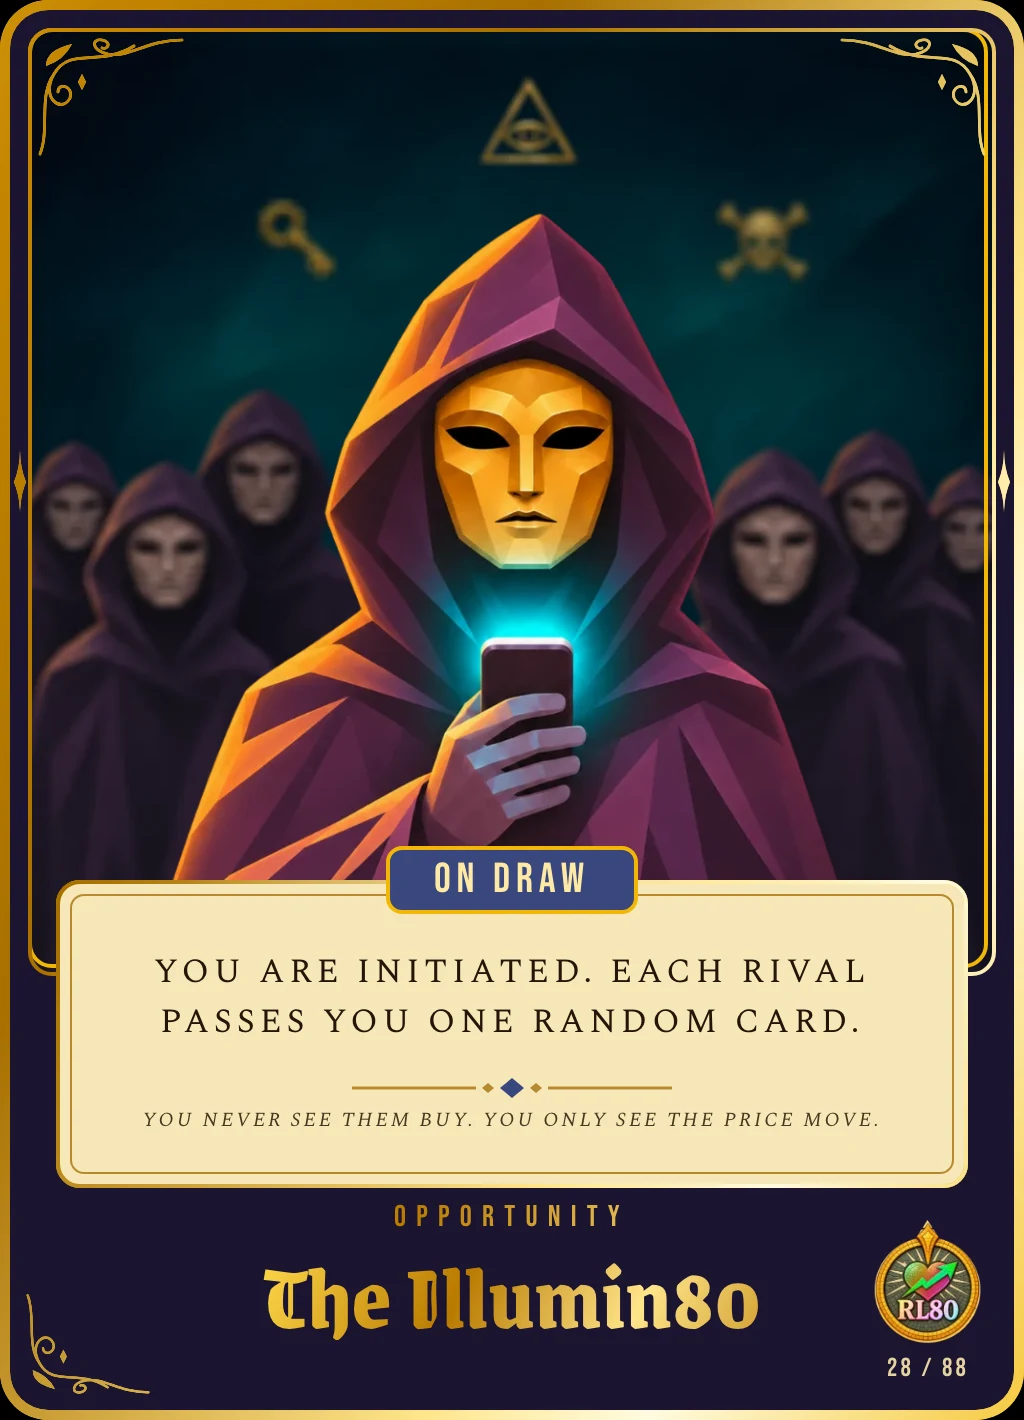 ON DRAW
YOU ARE INITIATED. EACH RIVAL
PASSES YOU ONE RANDOM CARD.
YOU NEVER SEE THEM BUY. YOU ONLY SEE THE PRICE MOVE.
OPPORTUNITY
The Illumin80
RL80
28 / 88